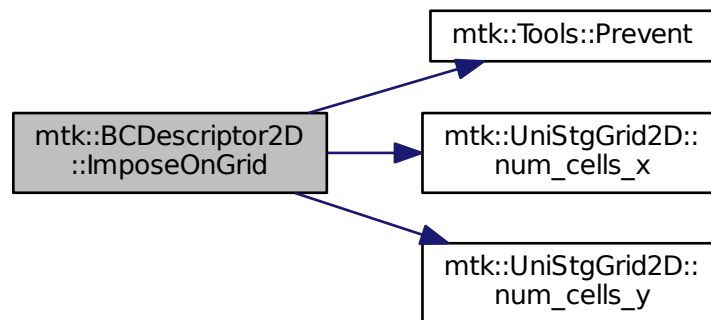 mtk::BCDescriptor2D
::ImposeOnGrid
mtk::Tools::Prevent
mtk::UniStgGrid2D::
num_cells_x
mtk::UniStgGrid2D::
num_cells_y